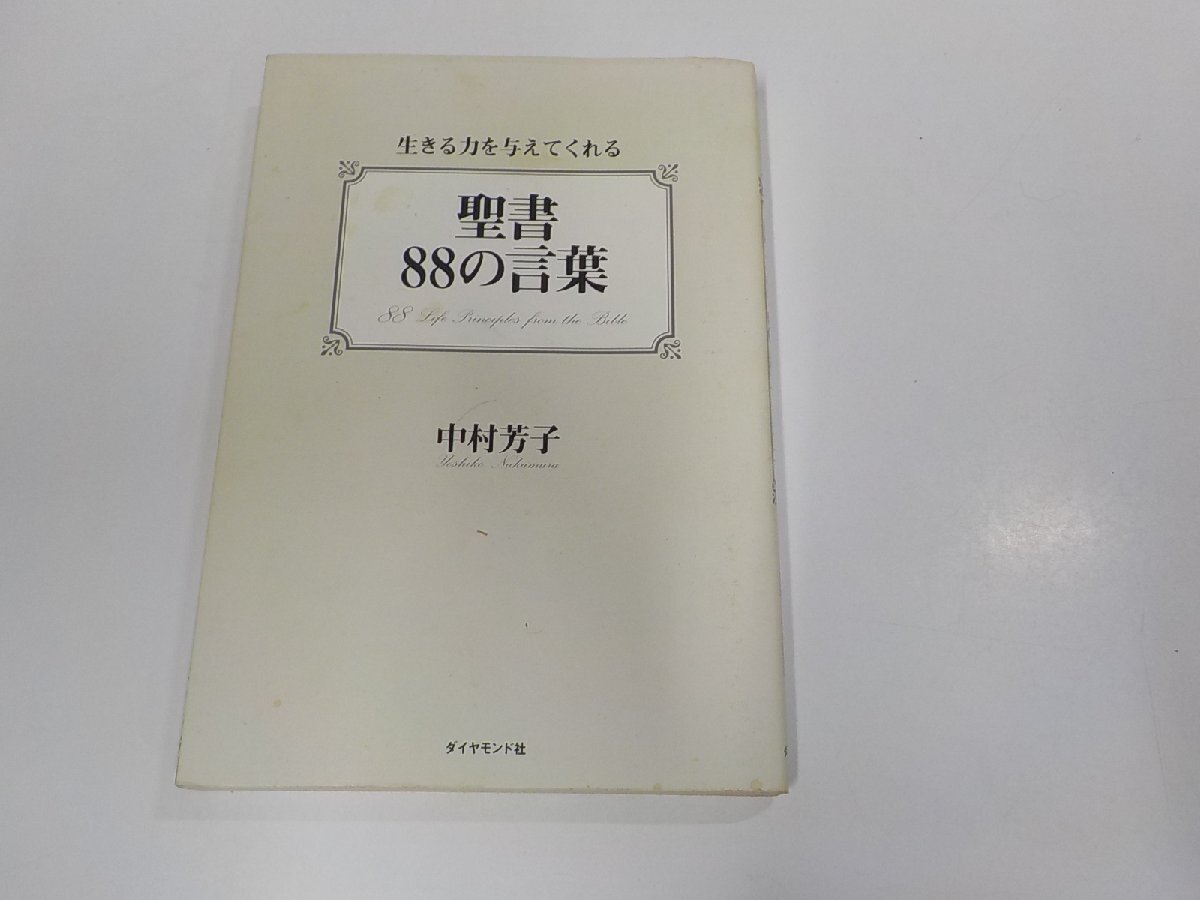 生きる力を与えてくれる
聖書
88の言葉
88 Life Principles from the Bible
中村芳子
Yoshiko Nakamura
ダイヤモンド社